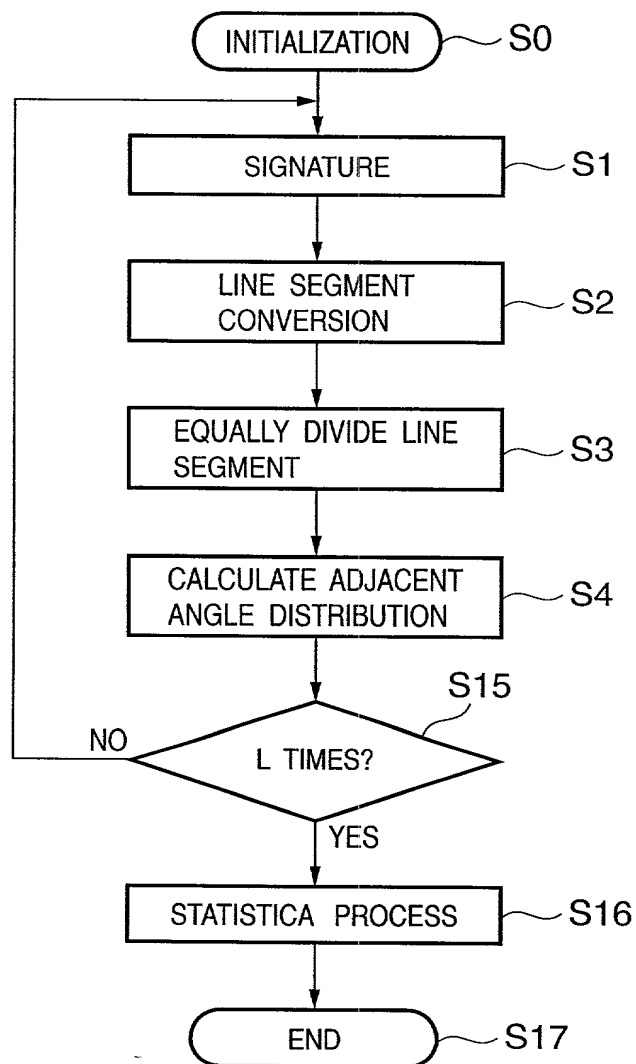 INITIALIZATION S0
SIGNATURE S1
LINE SEGMENT
CONVERSION S2
EQUALLY DIVIDE LINE
SEGMENT S3
CALCULATE ADJACENT
ANGLE DISTRIBUTION S4
S15
L TIMES?
NO
YES
STATISTICA PROCESS S16
END S17